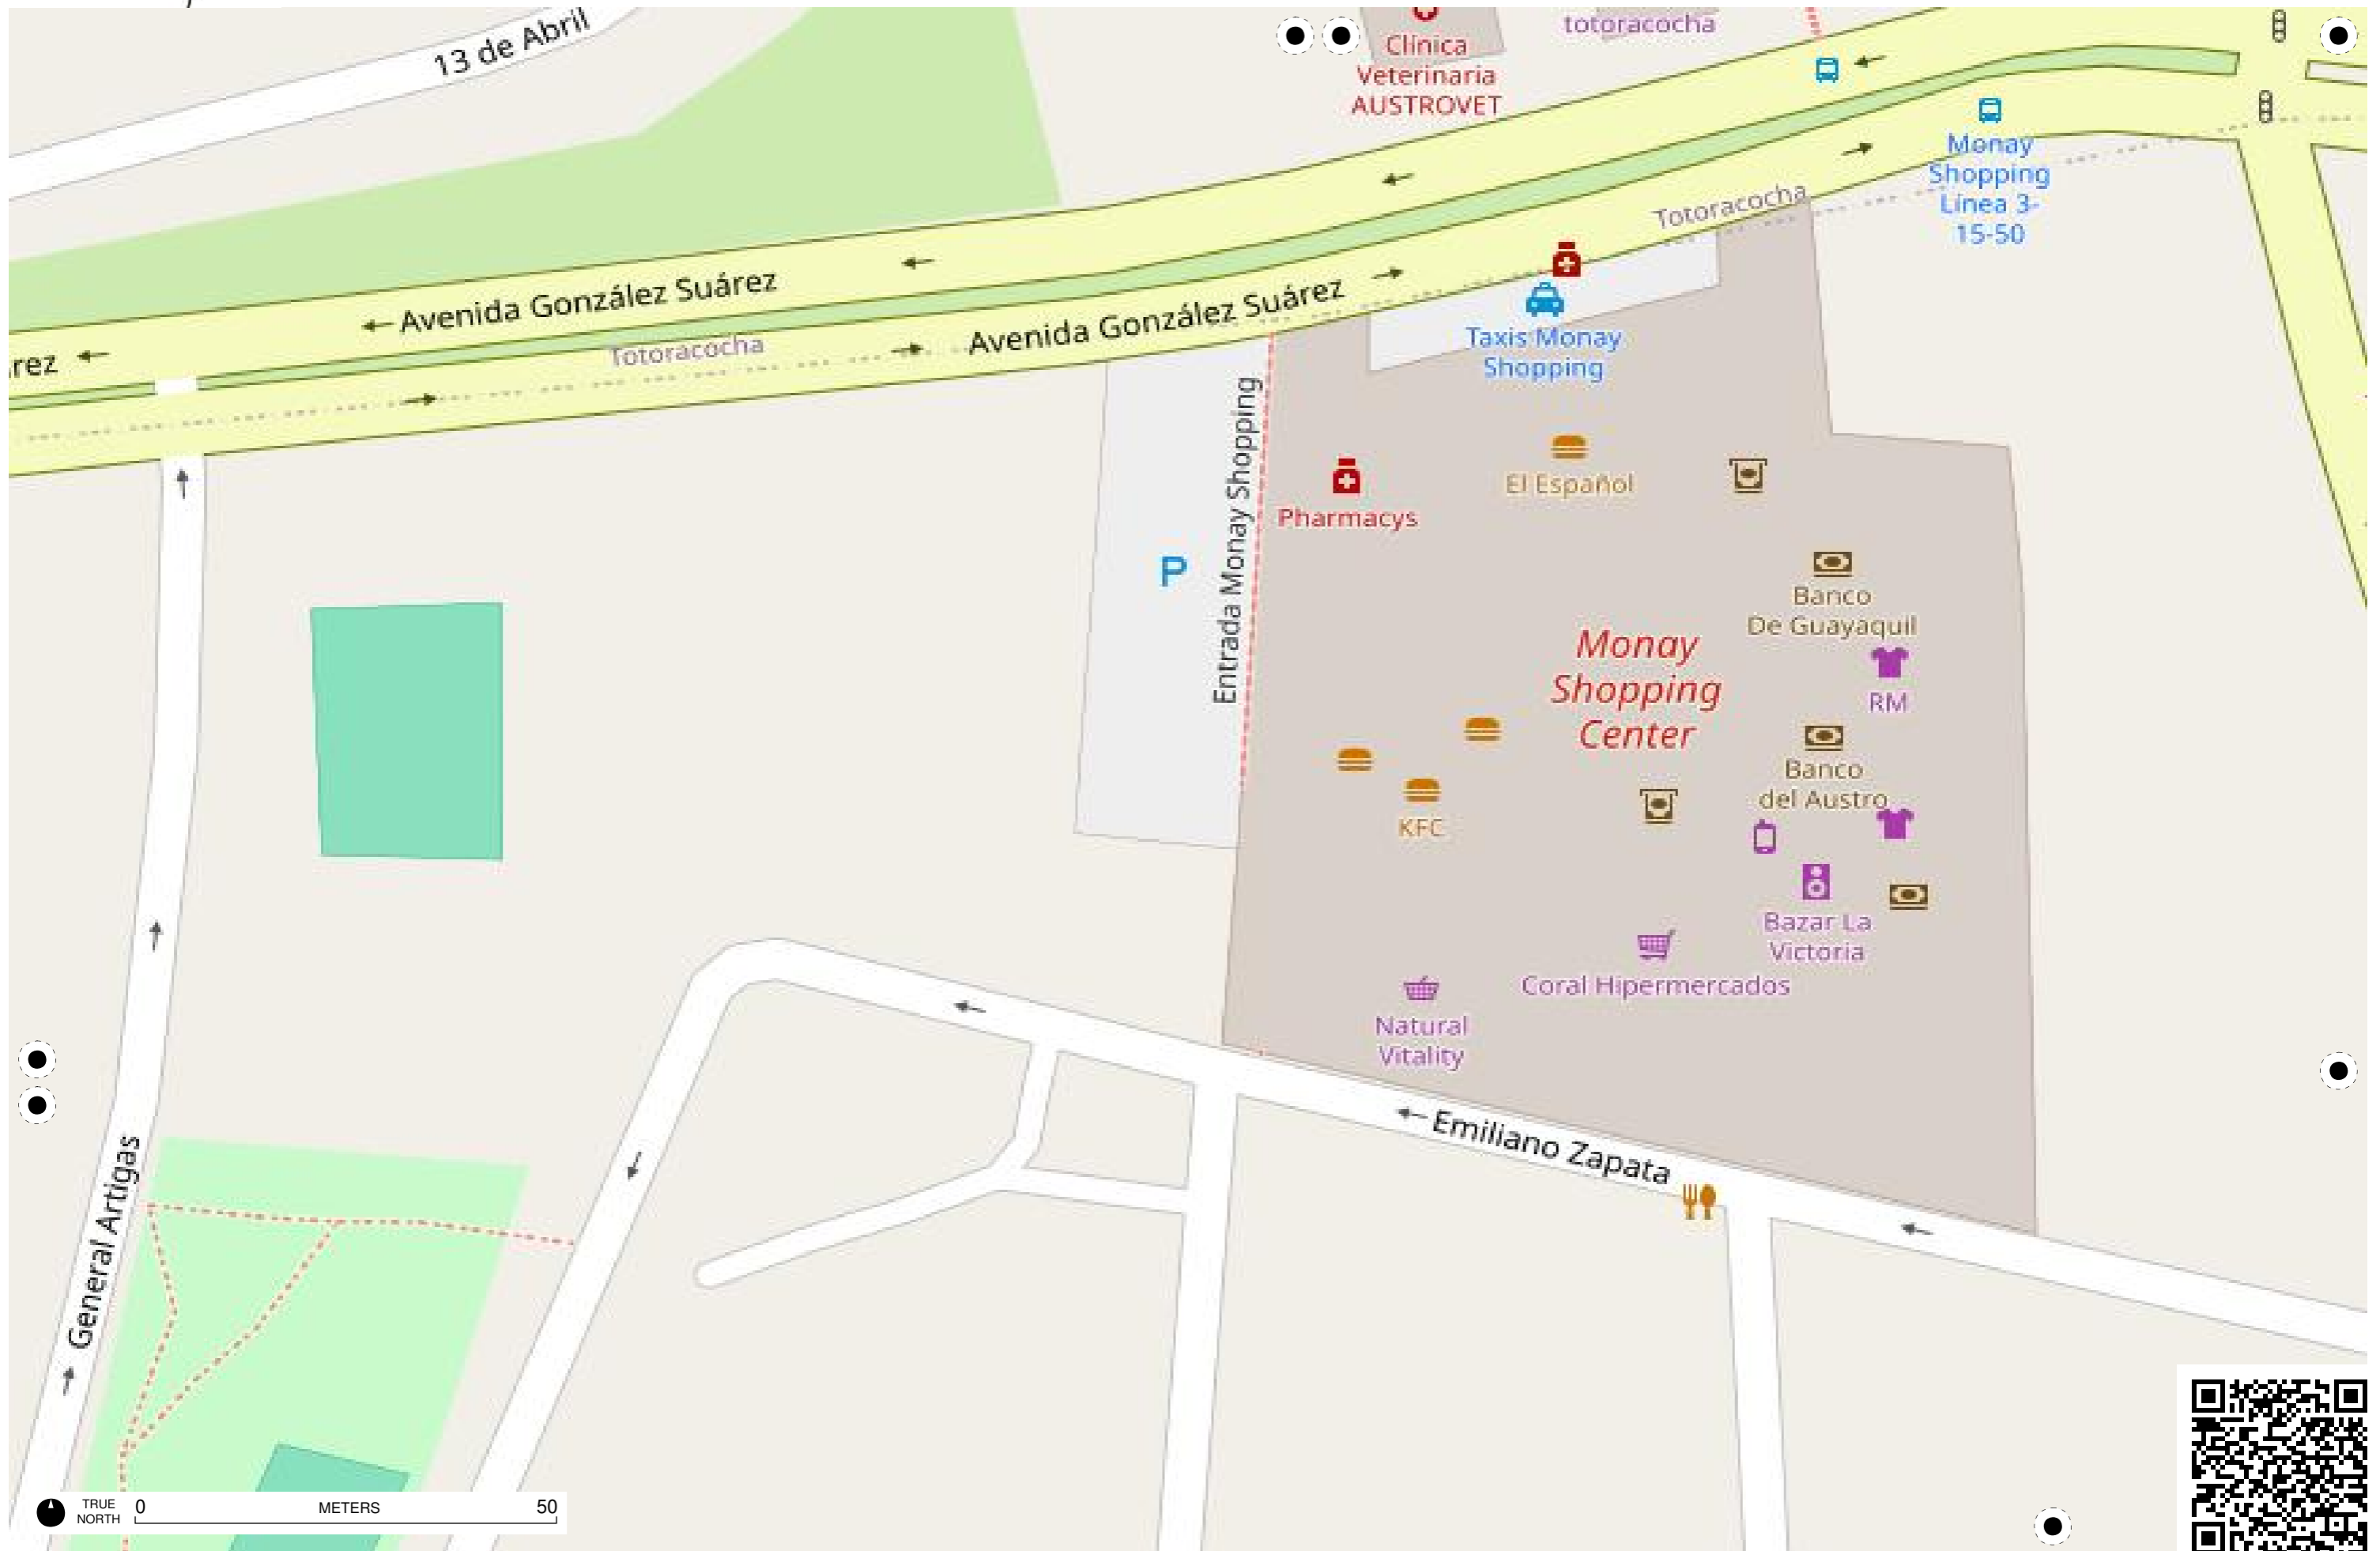 13 de Abril
Clínica
Veterinaria
AUSTROVET
totoracocha
Monay
Shopping
Línea 3-
15-50
Totoracocha
Avenida González Suárez
Avenida González Suárez
Totoracocha
rez
Taxis Monay
Shopping
Entrada Monay Shopping
El Español
Pharmacys
P
Banco
De Guayaquil
Monay
Shopping
Center
RM
Banco
del Austro
KFC
Bazar La
Victoria
Coral Hipermercados
Natural
Vitality
Emiliano Zapata
General Artigas
TRUE
NORTH
0 METERS 50